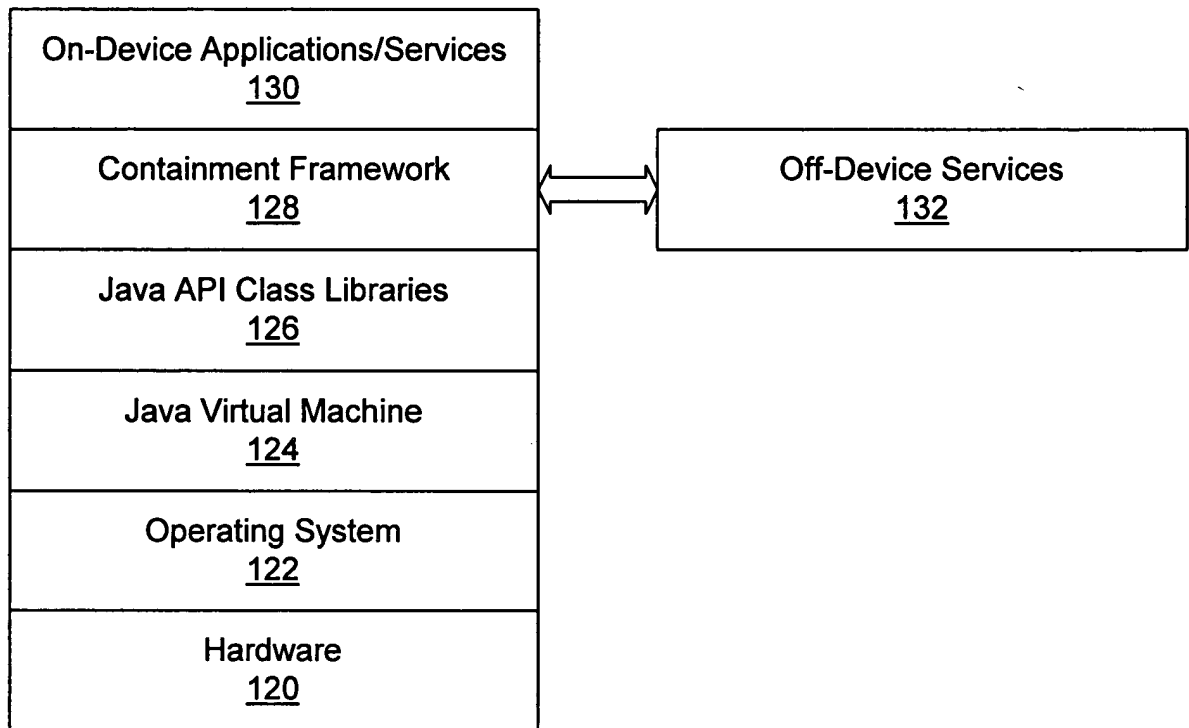 On-Device Applications/Services
130
Containment Framework
128
Off-Device Services
132
Java API Class Libraries
126
Java Virtual Machine
124
Operating System
122
Hardware
120